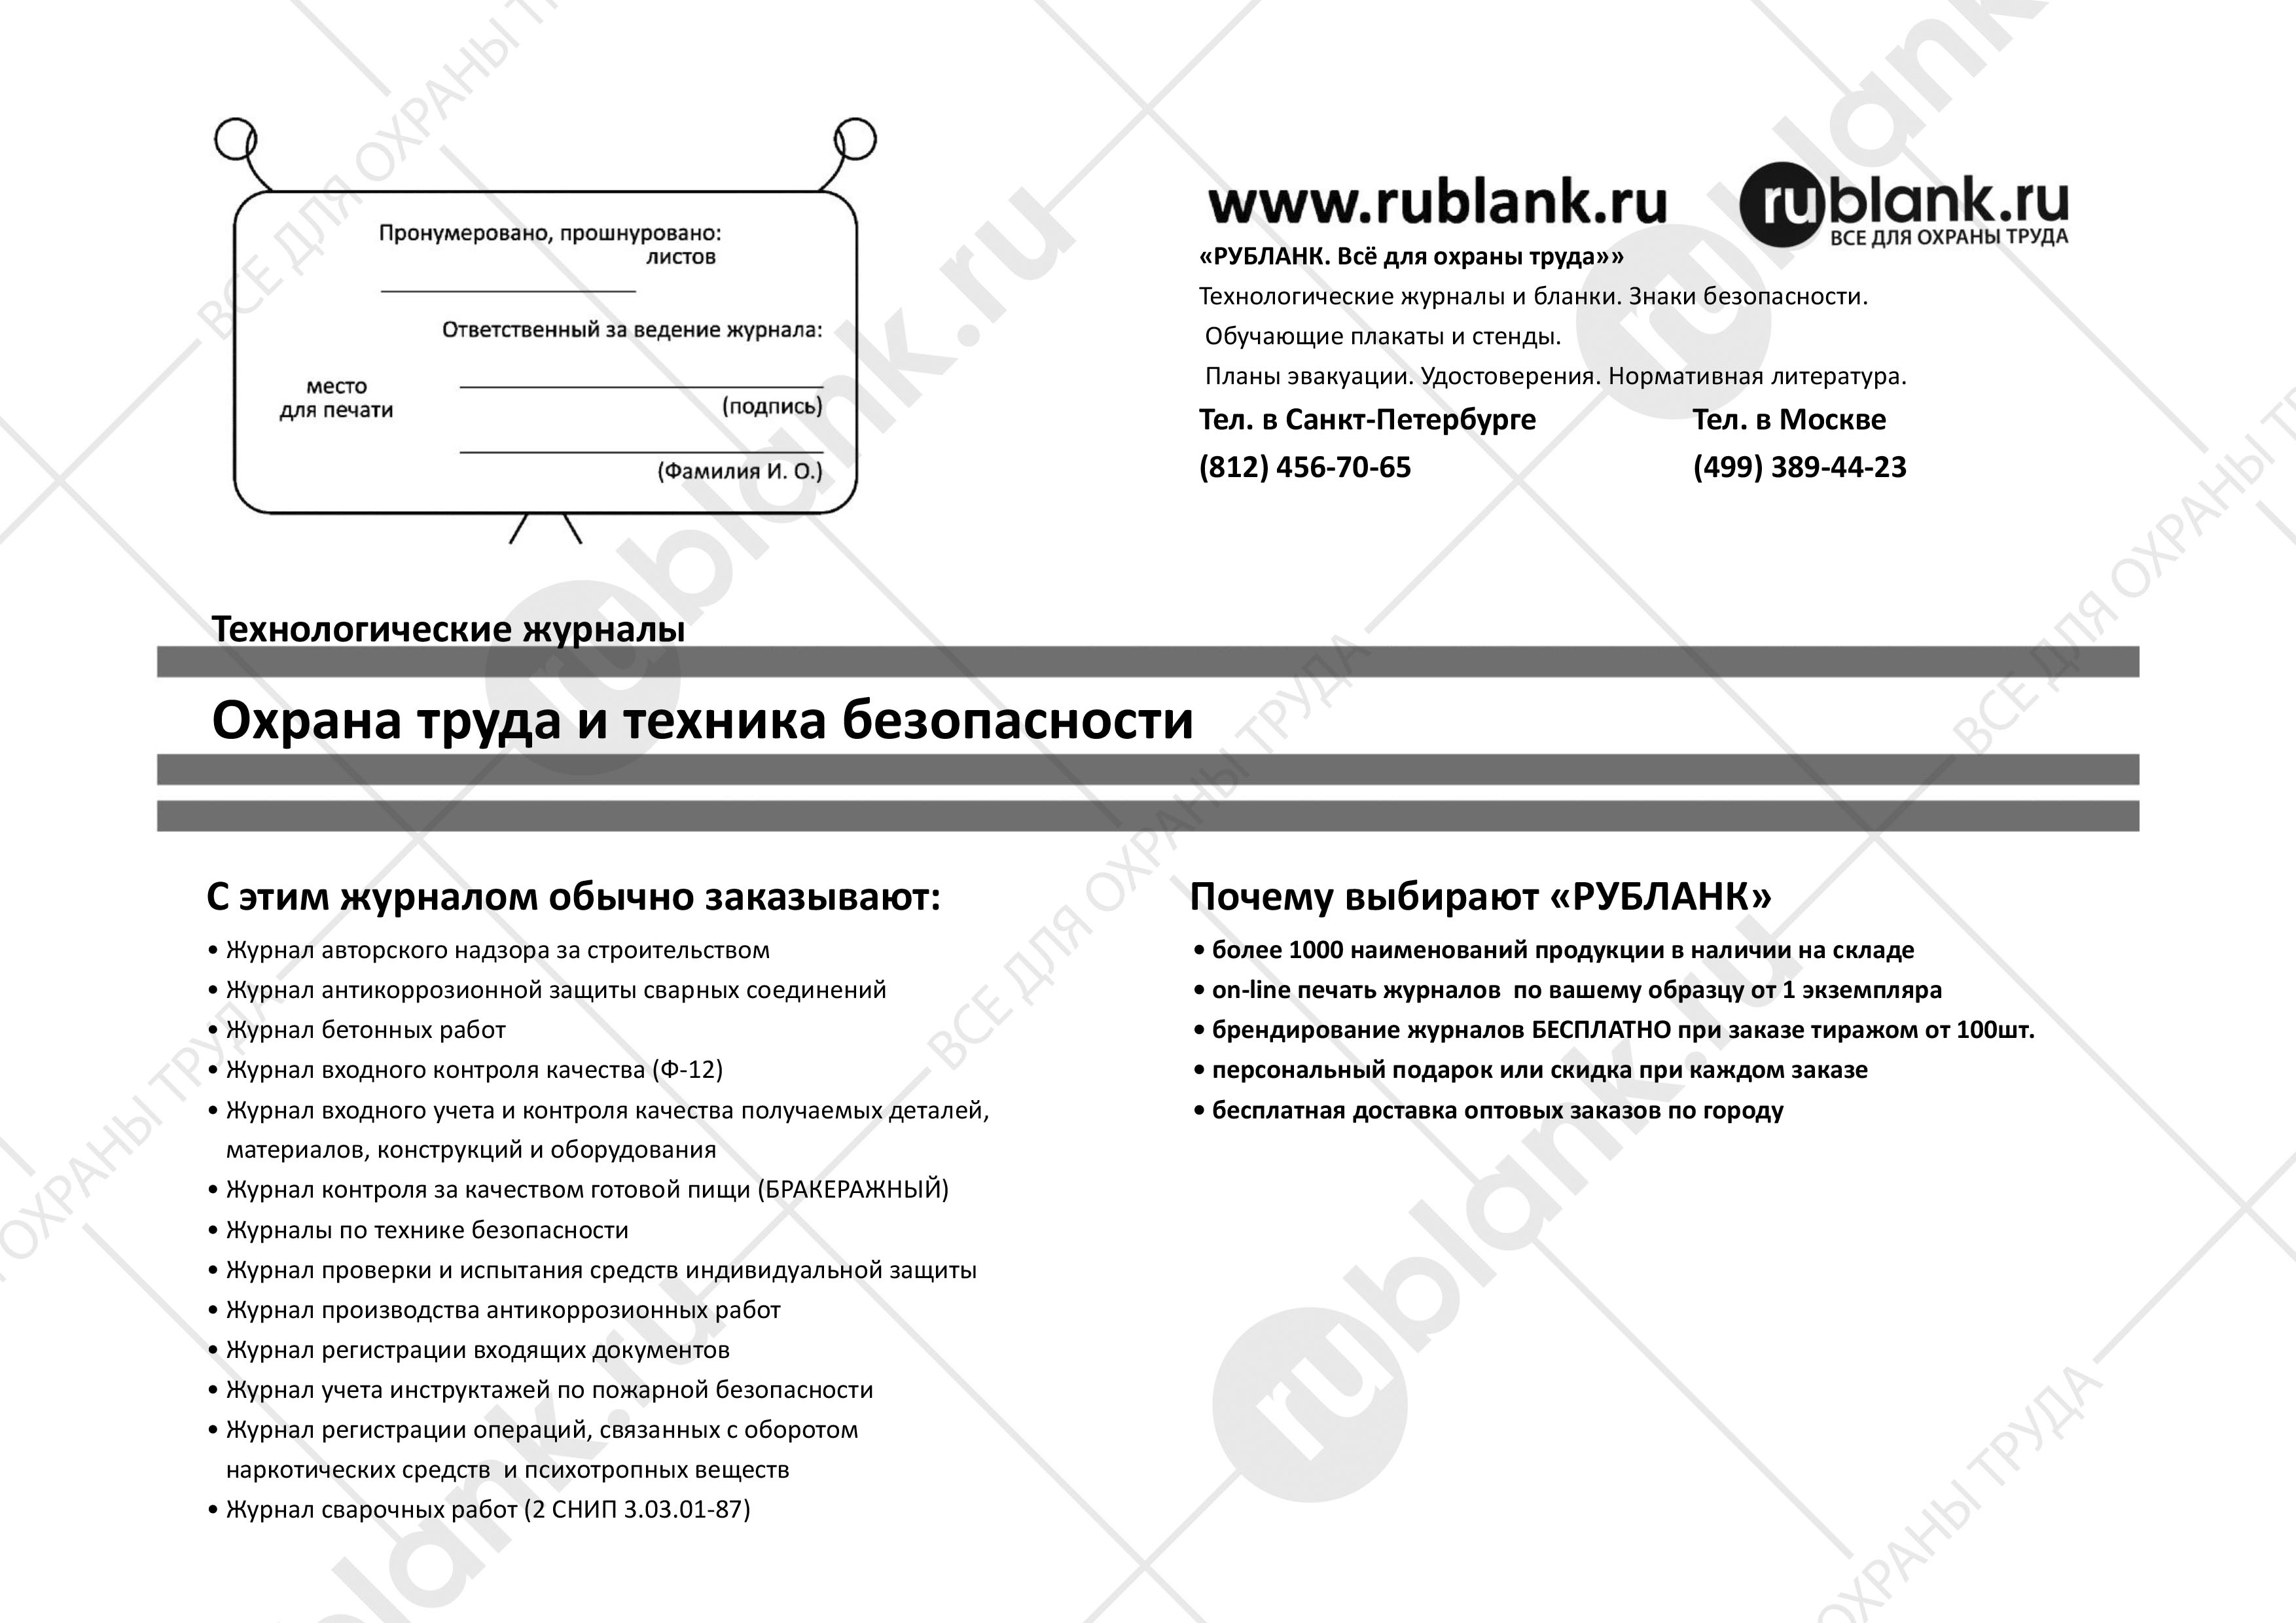 Пронумеровано, прошнуровано:
листов
Ответственный за ведение журнала:
место
для печати
(подпись)
(Фамилия И. О.)
www.rublank.ru
rublank.ru
ВСЕ ДЛЯ ОХРАНЫ ТРУДА
«РУБЛАНК. Всё для охраны труда»»
Технологические журналы и бланки. Знаки безопасности.
Обучающие плакаты и стенды.
Планы эвакуации. Удостоверения. Нормативная литература.
Тел. в Санкт-Петербурге Тел. в Москве
(812) 456-70-65 (499) 389-44-23
Технологические журналы
Охрана труда и техника безопасности
С этим журналом обычно заказывают:
• Журнал авторского надзора за строительством
• Журнал антикоррозионной защиты сварных соединений
• Журнал бетонных работ
• Журнал входного контроля качества (Ф-12)
• Журнал входного учета и контроля качества получаемых деталей,
материалов, конструкций и оборудования
• Журнал контроля за качеством готовой пищи (БРАКЕРАЖНЫЙ)
• Журналы по технике безопасности
• Журнал проверки и испытания средств индивидуальной защиты
• Журнал производства антикоррозионных работ
• Журнал регистрации входящих документов
• Журнал учета инструктажей по пожарной безопасности
• Журнал регистрации операций, связанных с оборотом
наркотических средств  и психотропных веществ
• Журнал сварочных работ (2 СНИП 3.03.01-87)
Почему выбирают «РУБЛАНК»
• более 1000 наименований продукции в наличии на складе
• on-line печать журналов  по вашему образцу от 1 экземпляра
• брендирование журналов БЕСПЛАТНО при заказе тиражом от 100шт.
• персональный подарок или скидка при каждом заказе
• бесплатная доставка оптовых заказов по городу